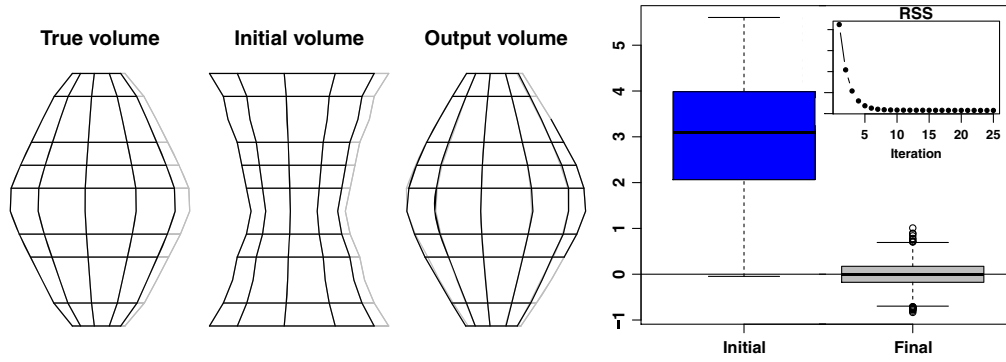 True volume
Initial volume
Output volume
RSS
5 10 15 20 25
Iteration
5
4
3
2
1
0
−1
Initial
Final